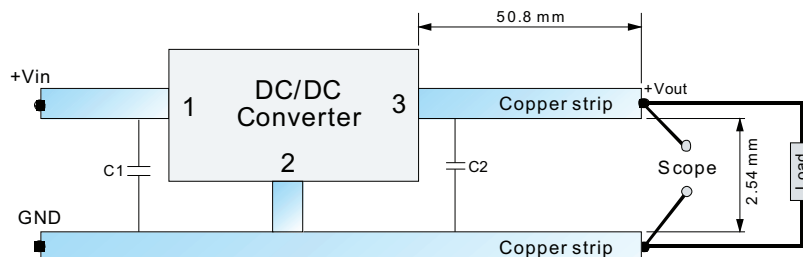 50.8 mm
+Vin
DC/DC
Converter
1
3
2
Copper strip
+Vout
C1
C2
Scope
2.54 mm
Load
GND
Copper strip